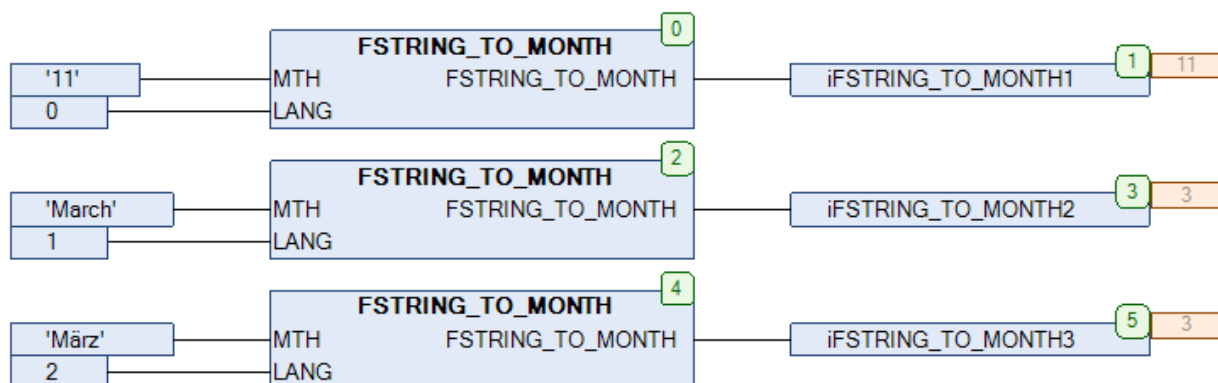 FSTRING_TO_MONTH 0
'11' MTH FSTRING_TO_MONTH iFSTRING_TO_MONTH1 1 11
0 LANG
FSTRING_TO_MONTH 2
'March' MTH FSTRING_TO_MONTH iFSTRING_TO_MONTH2 3 3
1 LANG
FSTRING_TO_MONTH 4
'März' MTH FSTRING_TO_MONTH iFSTRING_TO_MONTH3 5 3
2 LANG